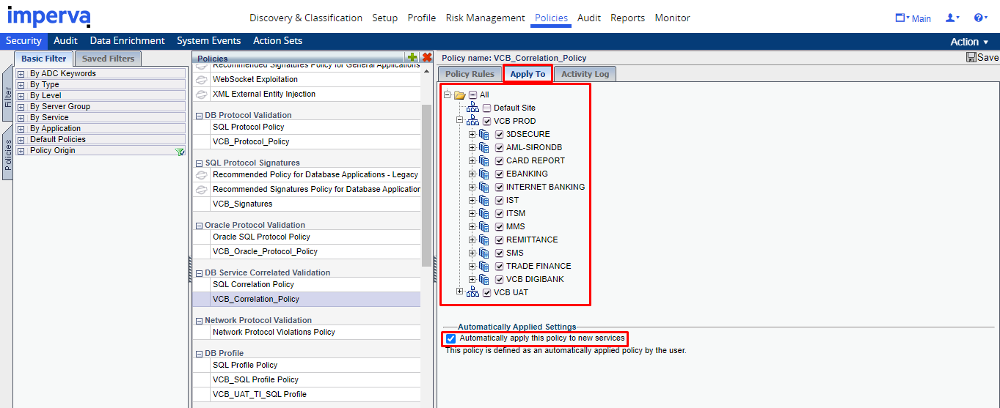 imperva
Discovery & Classification Setup Profile Risk Management Policies Audit Reports Monitor
Main
Security Audit Data Enrichment System Events Action Sets
Action
Filter
Policies
Basic Filter Saved Filters
By ADC Keywords
By Type
By Level
By Server Group
By Service
By Application
Default Policies
Policy Origin
Policies
Recommended Signatures Policy for General Applications
WebSocket Exploitation
XML External Entity Injection
DB Protocol Validation
SQL Protocol Policy
VCB_Protocol_Policy
SQL Protocol Signatures
Recommended Policy for Database Applications - Legacy
Recommended Signatures Policy for Database Application
VCB_Signatures
Oracle Protocol Validation
Oracle SQL Protocol Policy
VCB_Oracle_Protocol_Policy
DB Service Correlated Validation
SQL Correlation Policy
VCB_Correlation_Policy
Network Protocol Validation
Network Protocol Violations Policy
DB Profile
SQL Profile Policy
VCB_SQL Profile Policy
VCB_UAT_TI_SQL Profile
Policy name: VCB_Correlation_Policy
Save
Policy Rules Apply To Activity Log
All
Default Site
VCB PROD
3DSECURE
AML-SIRONDB
CARD REPORT
EBANKING
INTERNET BANKING
IST
ITSM
MMS
REMITTANCE
SMS
TRADE FINANCE
VCB DIGIBANK
VCB UAT
Automatically Applied Settings
Automatically apply this policy to new services
This policy is defined as an automatically applied policy by the user.